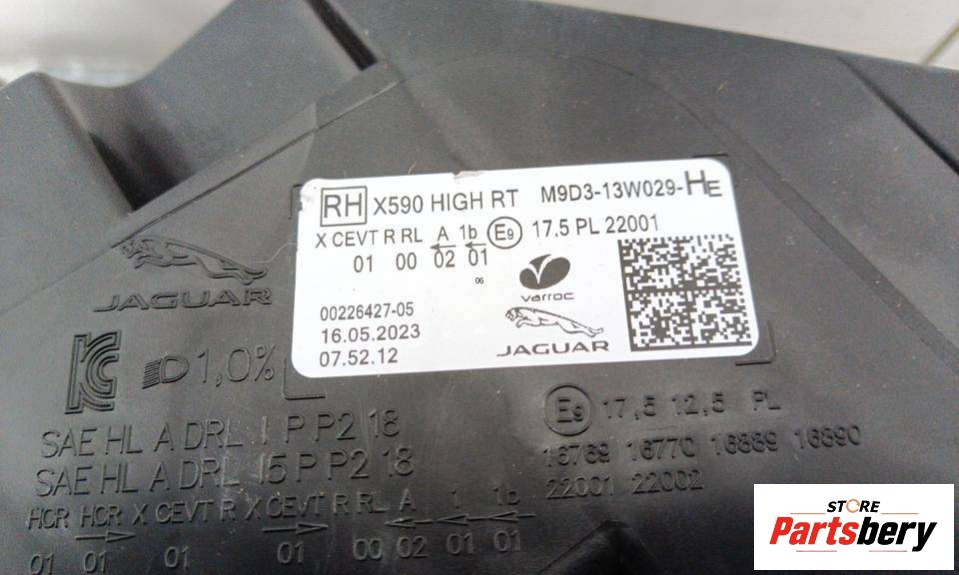 RH X590 HIGH RT M9D3-13W029-HE
X CEVT R RL A 1b E9 17.5 PL 22001
01 00 02 01
06
varroc
00226427-05
16.05.2023
07.52.12
JAGUAR
JAGUAR
1,0%
E9 17,5 12,5 PL
16769 16770 16889 16890
22001 22002
SAE HL A DRL I P P2 18
SAE HL A DRL I5 P P2 18
HCR HCR X CEVT R X CEVT R RL A 1 1b
01 01 01 01 00 02 01 01
STORE
Partsbery